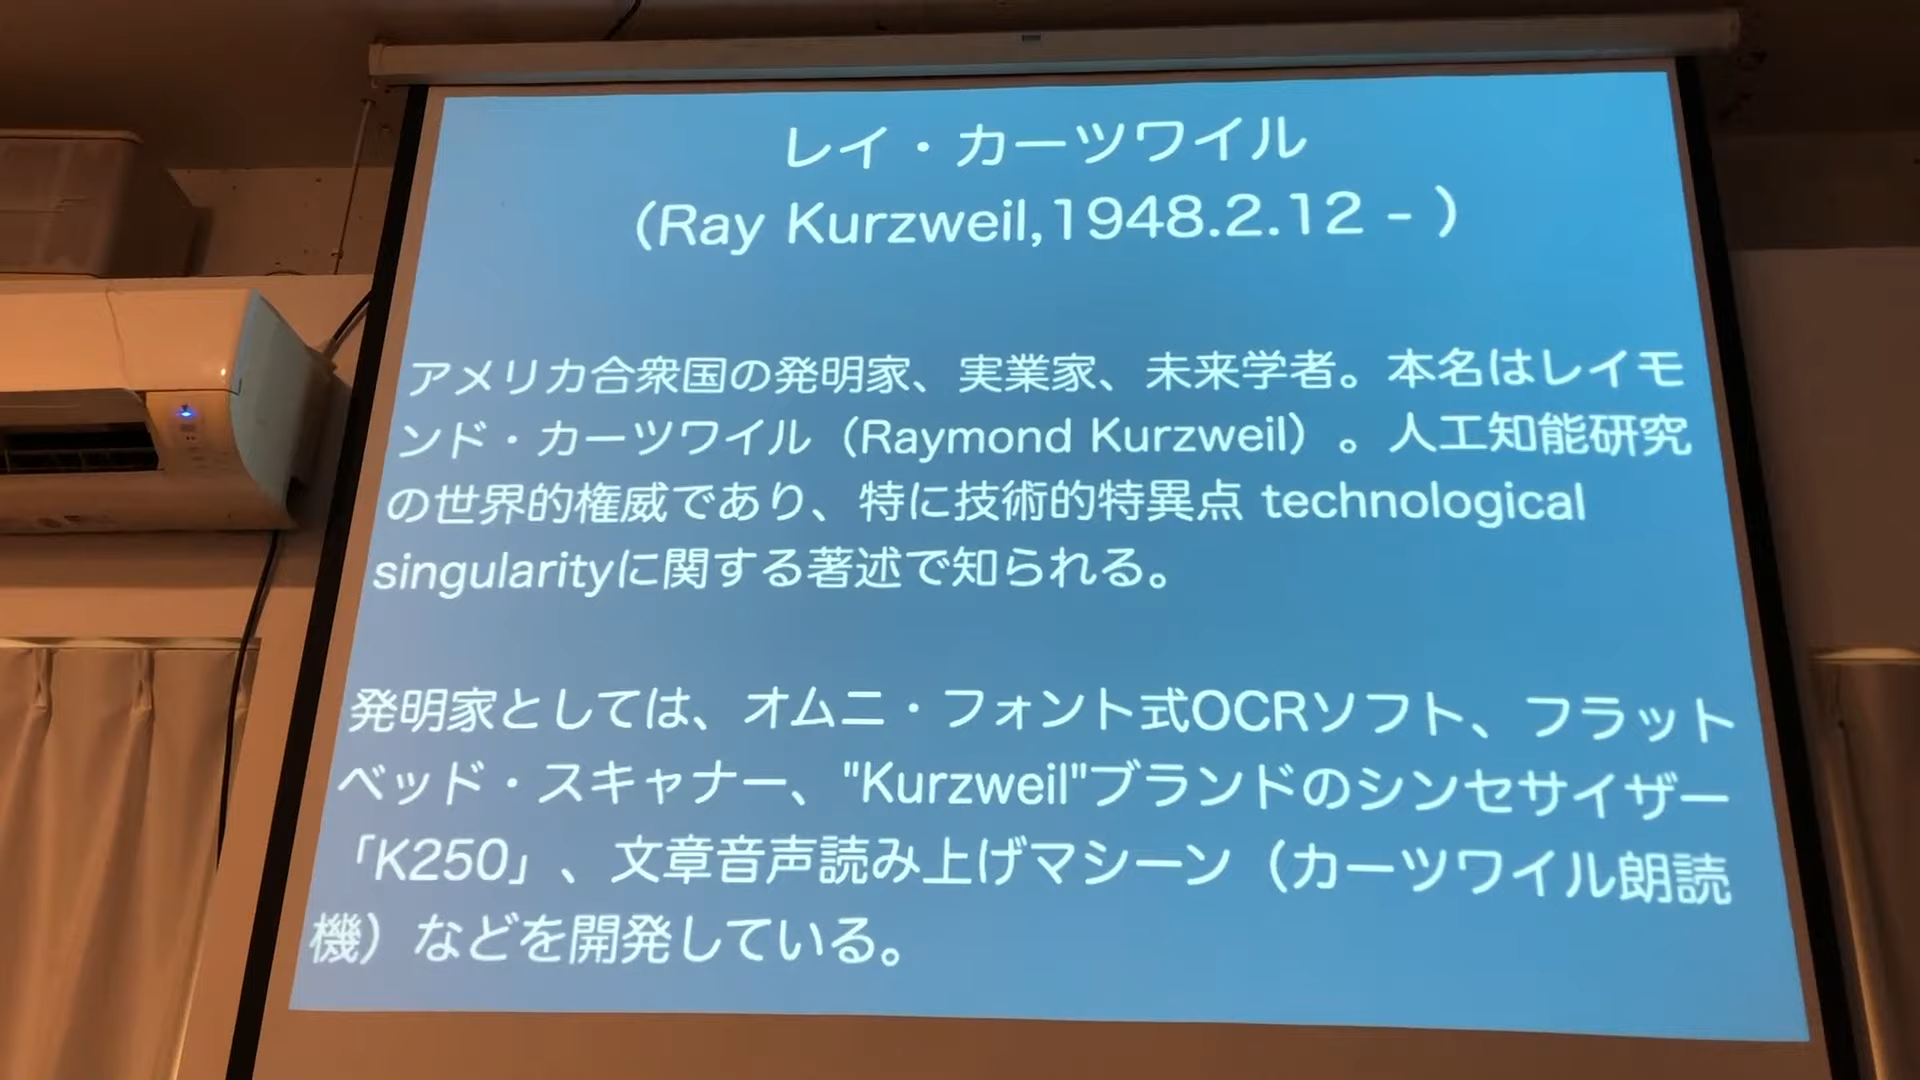 レイ・カーツワイル
（Ray Kurzweil,1948.2.12 - ）
アメリカ合衆国の発明家、実業家、未来学者。本名はレイモ
ンド・カーツワイル（Raymond Kurzweil）。人工知能研究
の世界的権威であり、特に技術的特異点 technological
singularityに関する著述で知られる。
発明家としては、オムニ・フォント式OCRソフト、フラット
ベッド・スキャナー、"Kurzweil"ブランドのシンセサイザー
「K250」、文章音声読み上げマシーン（カーツワイル朗読
機）などを開発している。